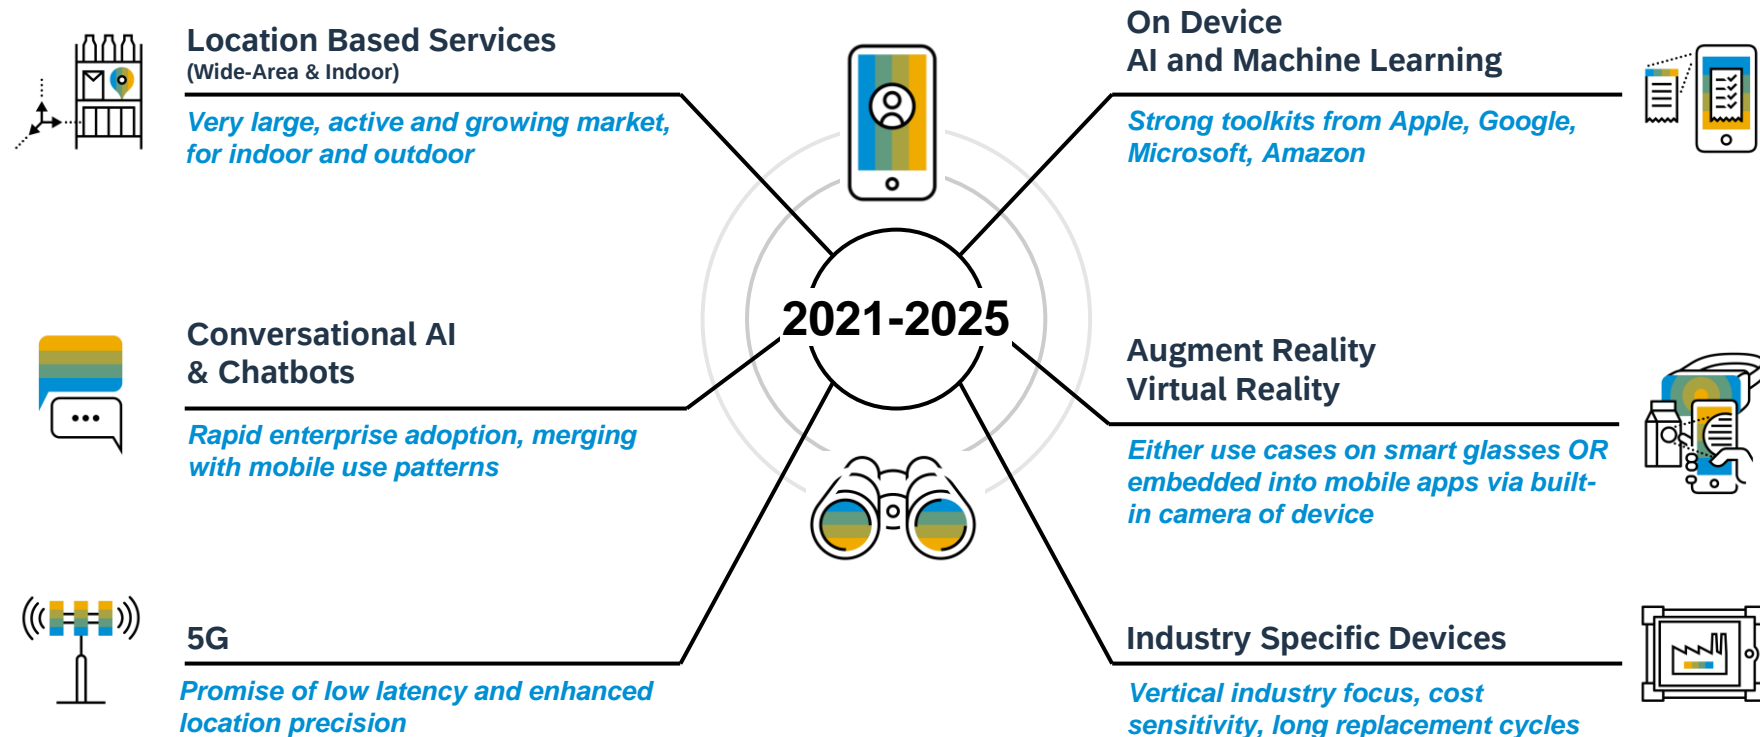 Location Based Services
(Wide-Area & Indoor)
Very large, active and growing market,
for indoor and outdoor
Conversational AI
& Chatbots
Rapid enterprise adoption, merging
with mobile use patterns
5G
Promise of low latency and enhanced
location precision
2021-2025
On Device
AI and Machine Learning
Strong toolkits from Apple, Google,
Microsoft, Amazon
Augment Reality
Virtual Reality
Either use cases on smart glasses OR
embedded into mobile apps via built-
in camera of device
Industry Specific Devices
Vertical industry focus, cost
sensitivity, long replacement cycles